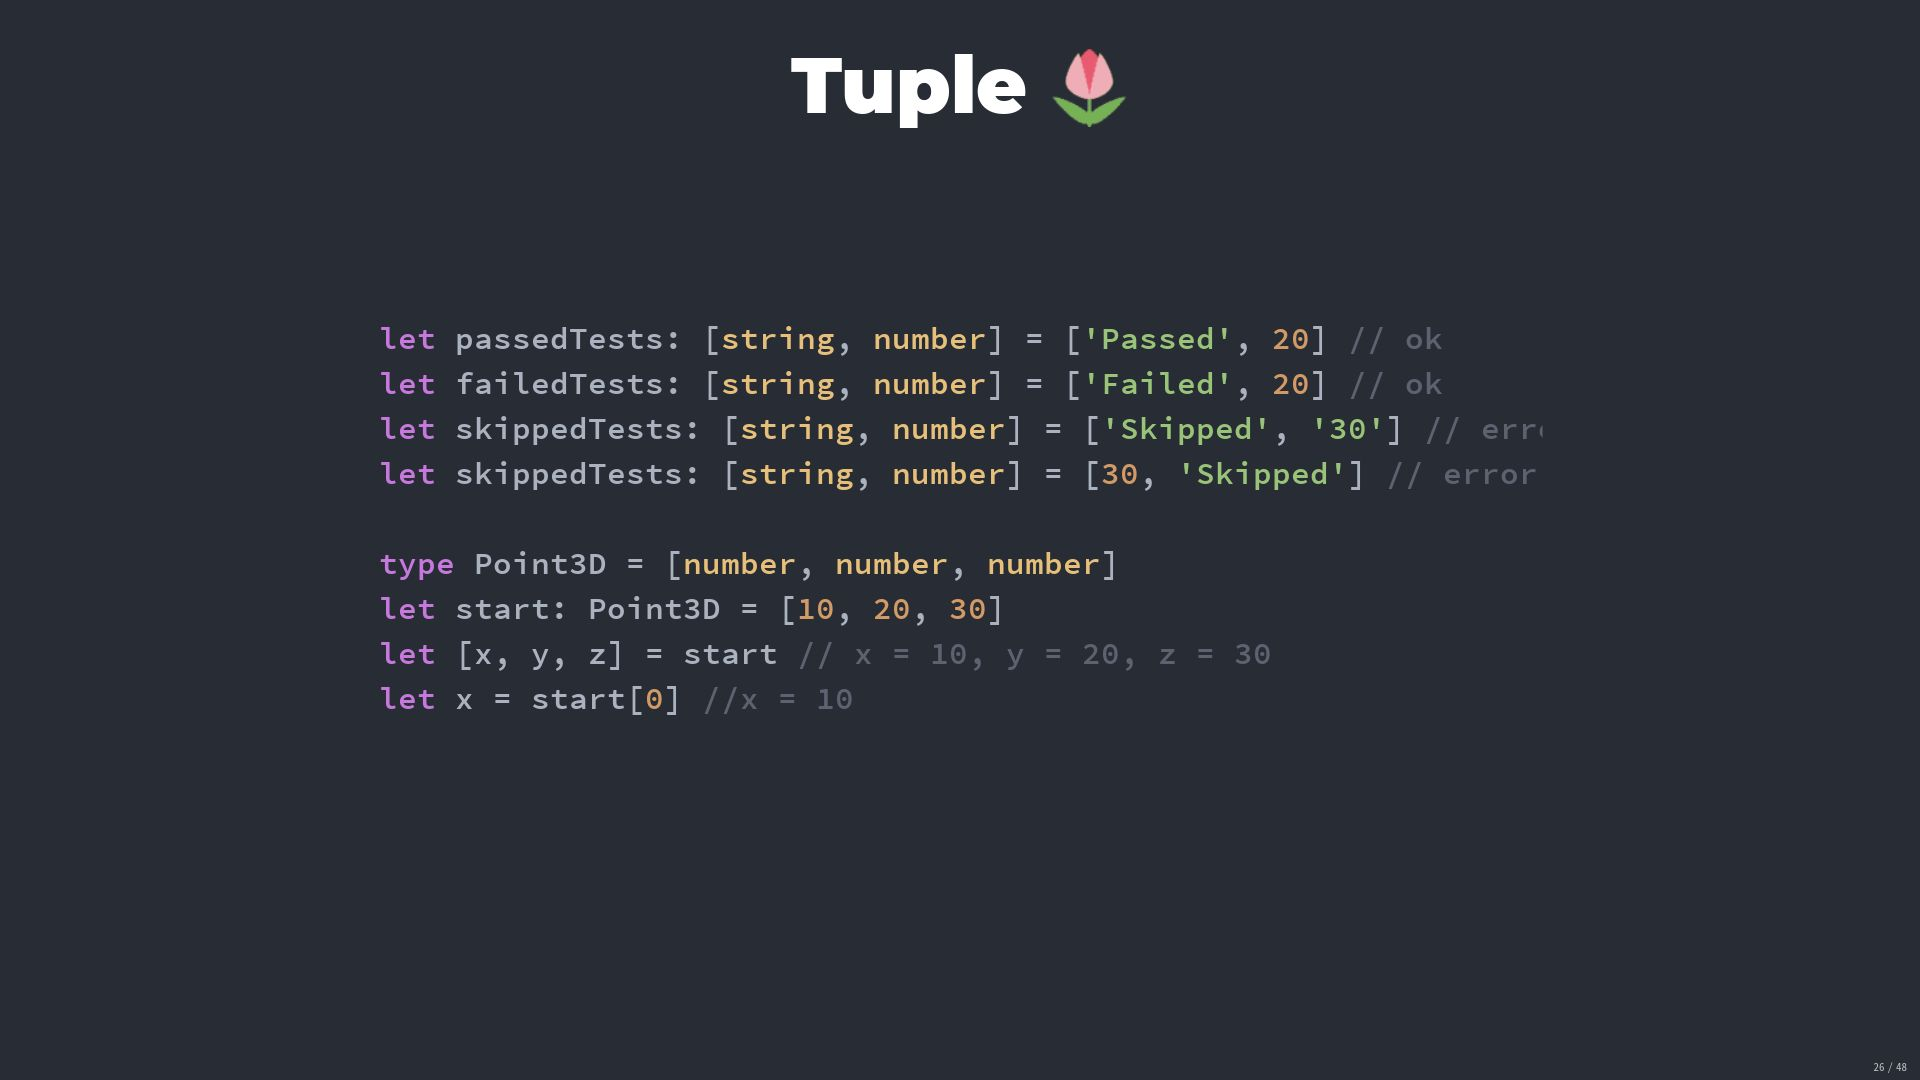 Tuple 🌷
let passedTests: [string, number] = ['Passed', 20] // ok
let failedTests: [string, number] = ['Failed', 20] // ok
let skippedTests: [string, number] = ['Skipped', '30'] // err
let skippedTests: [string, number] = [30, 'Skipped'] // error
type Point3D = [number, number, number]
let start: Point3D = [10, 20, 30]
let [x, y, z] = start // x = 10, y = 20, z = 30
let x = start[0] //x = 10
26 / 48